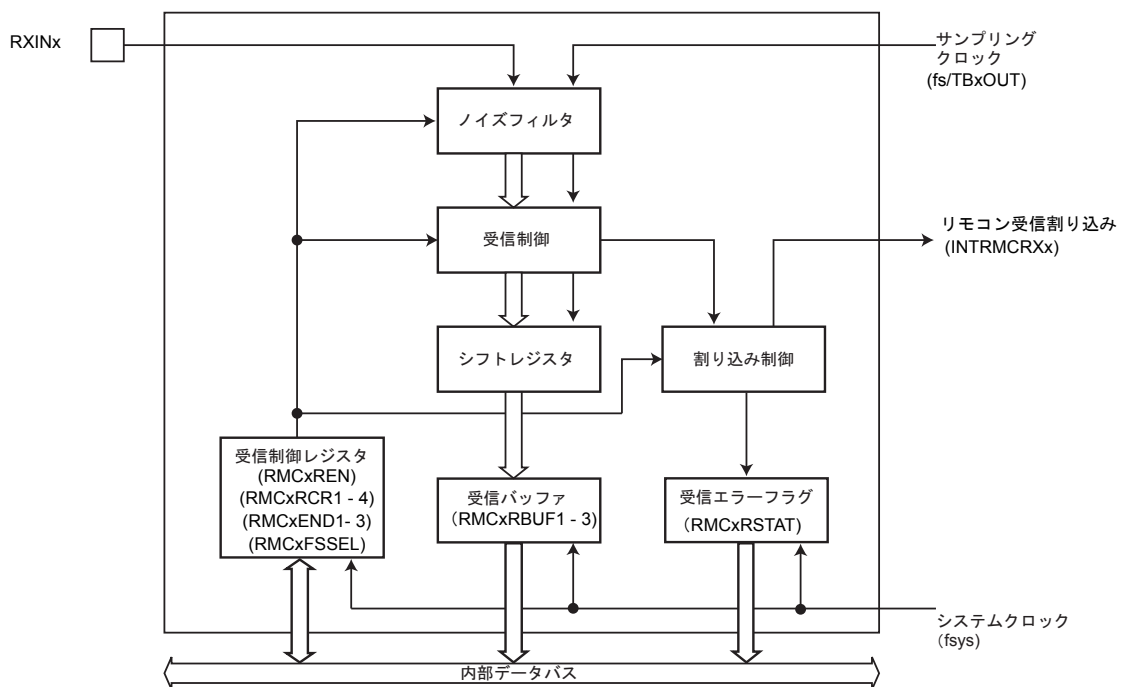 RXINx
サンプリング
クロック
(fs/TBxOUT)
ノイズフィルタ
受信制御
リモコン受信割り込み
(INTRMCRXx)
シフトレジスタ
割り込み制御
受信制御レジスタ
(RMCxREN)
(RMCxRCR1 - 4)
(RMCxEND1- 3)
(RMCxFSSEL)
受信バッファ
(RMCxRBUF1 - 3)
受信エラーフラグ
(RMCxRSTAT)
システムクロック
(fsys)
内部データバス